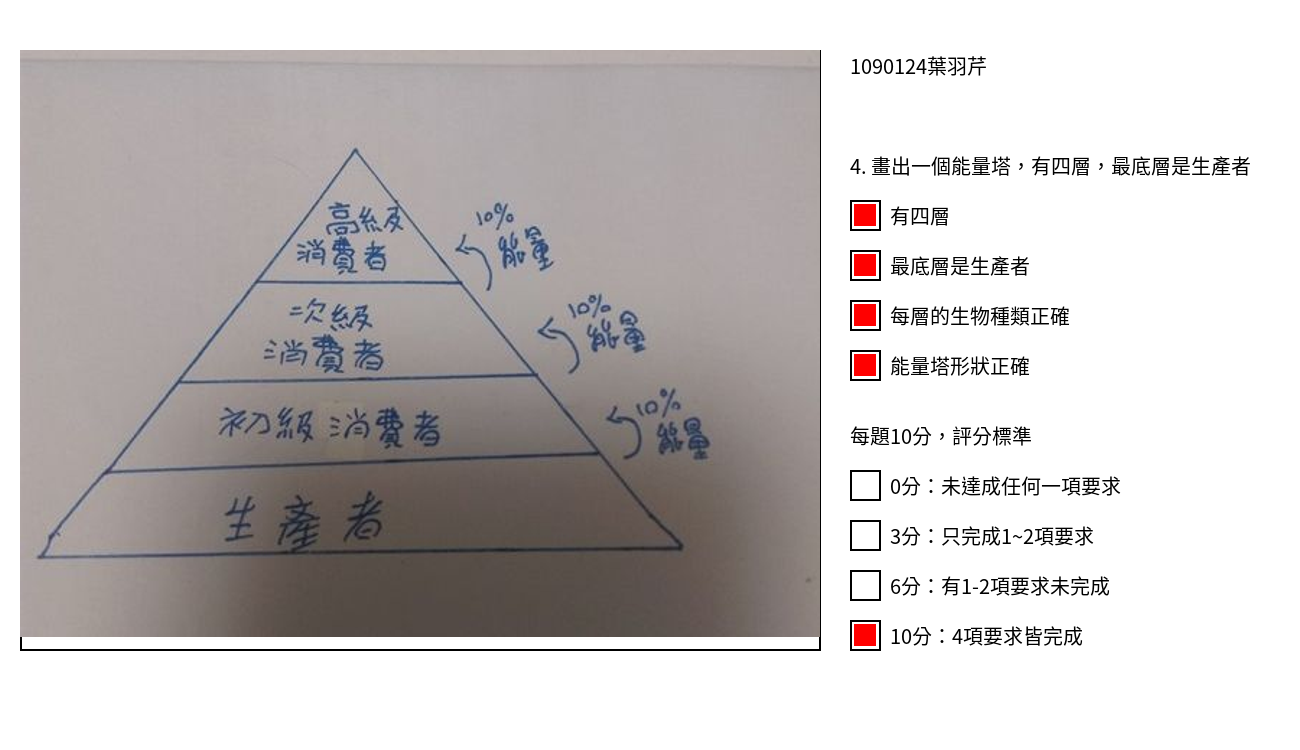 高級
消費者
10%
能量
次級
消費者
10%
能量
初級消費者
10%
能量
生產者
1090124葉羽芹
4. 畫出一個能量塔，有四層，最底層是生產者
有四層
最底層是生產者
每層的生物種類正確
能量塔形狀正確
每題10分，評分標準
0分：未達成任何一項要求
3分：只完成1~2項要求
6分：有1-2項要求未完成
10分：4項要求皆完成